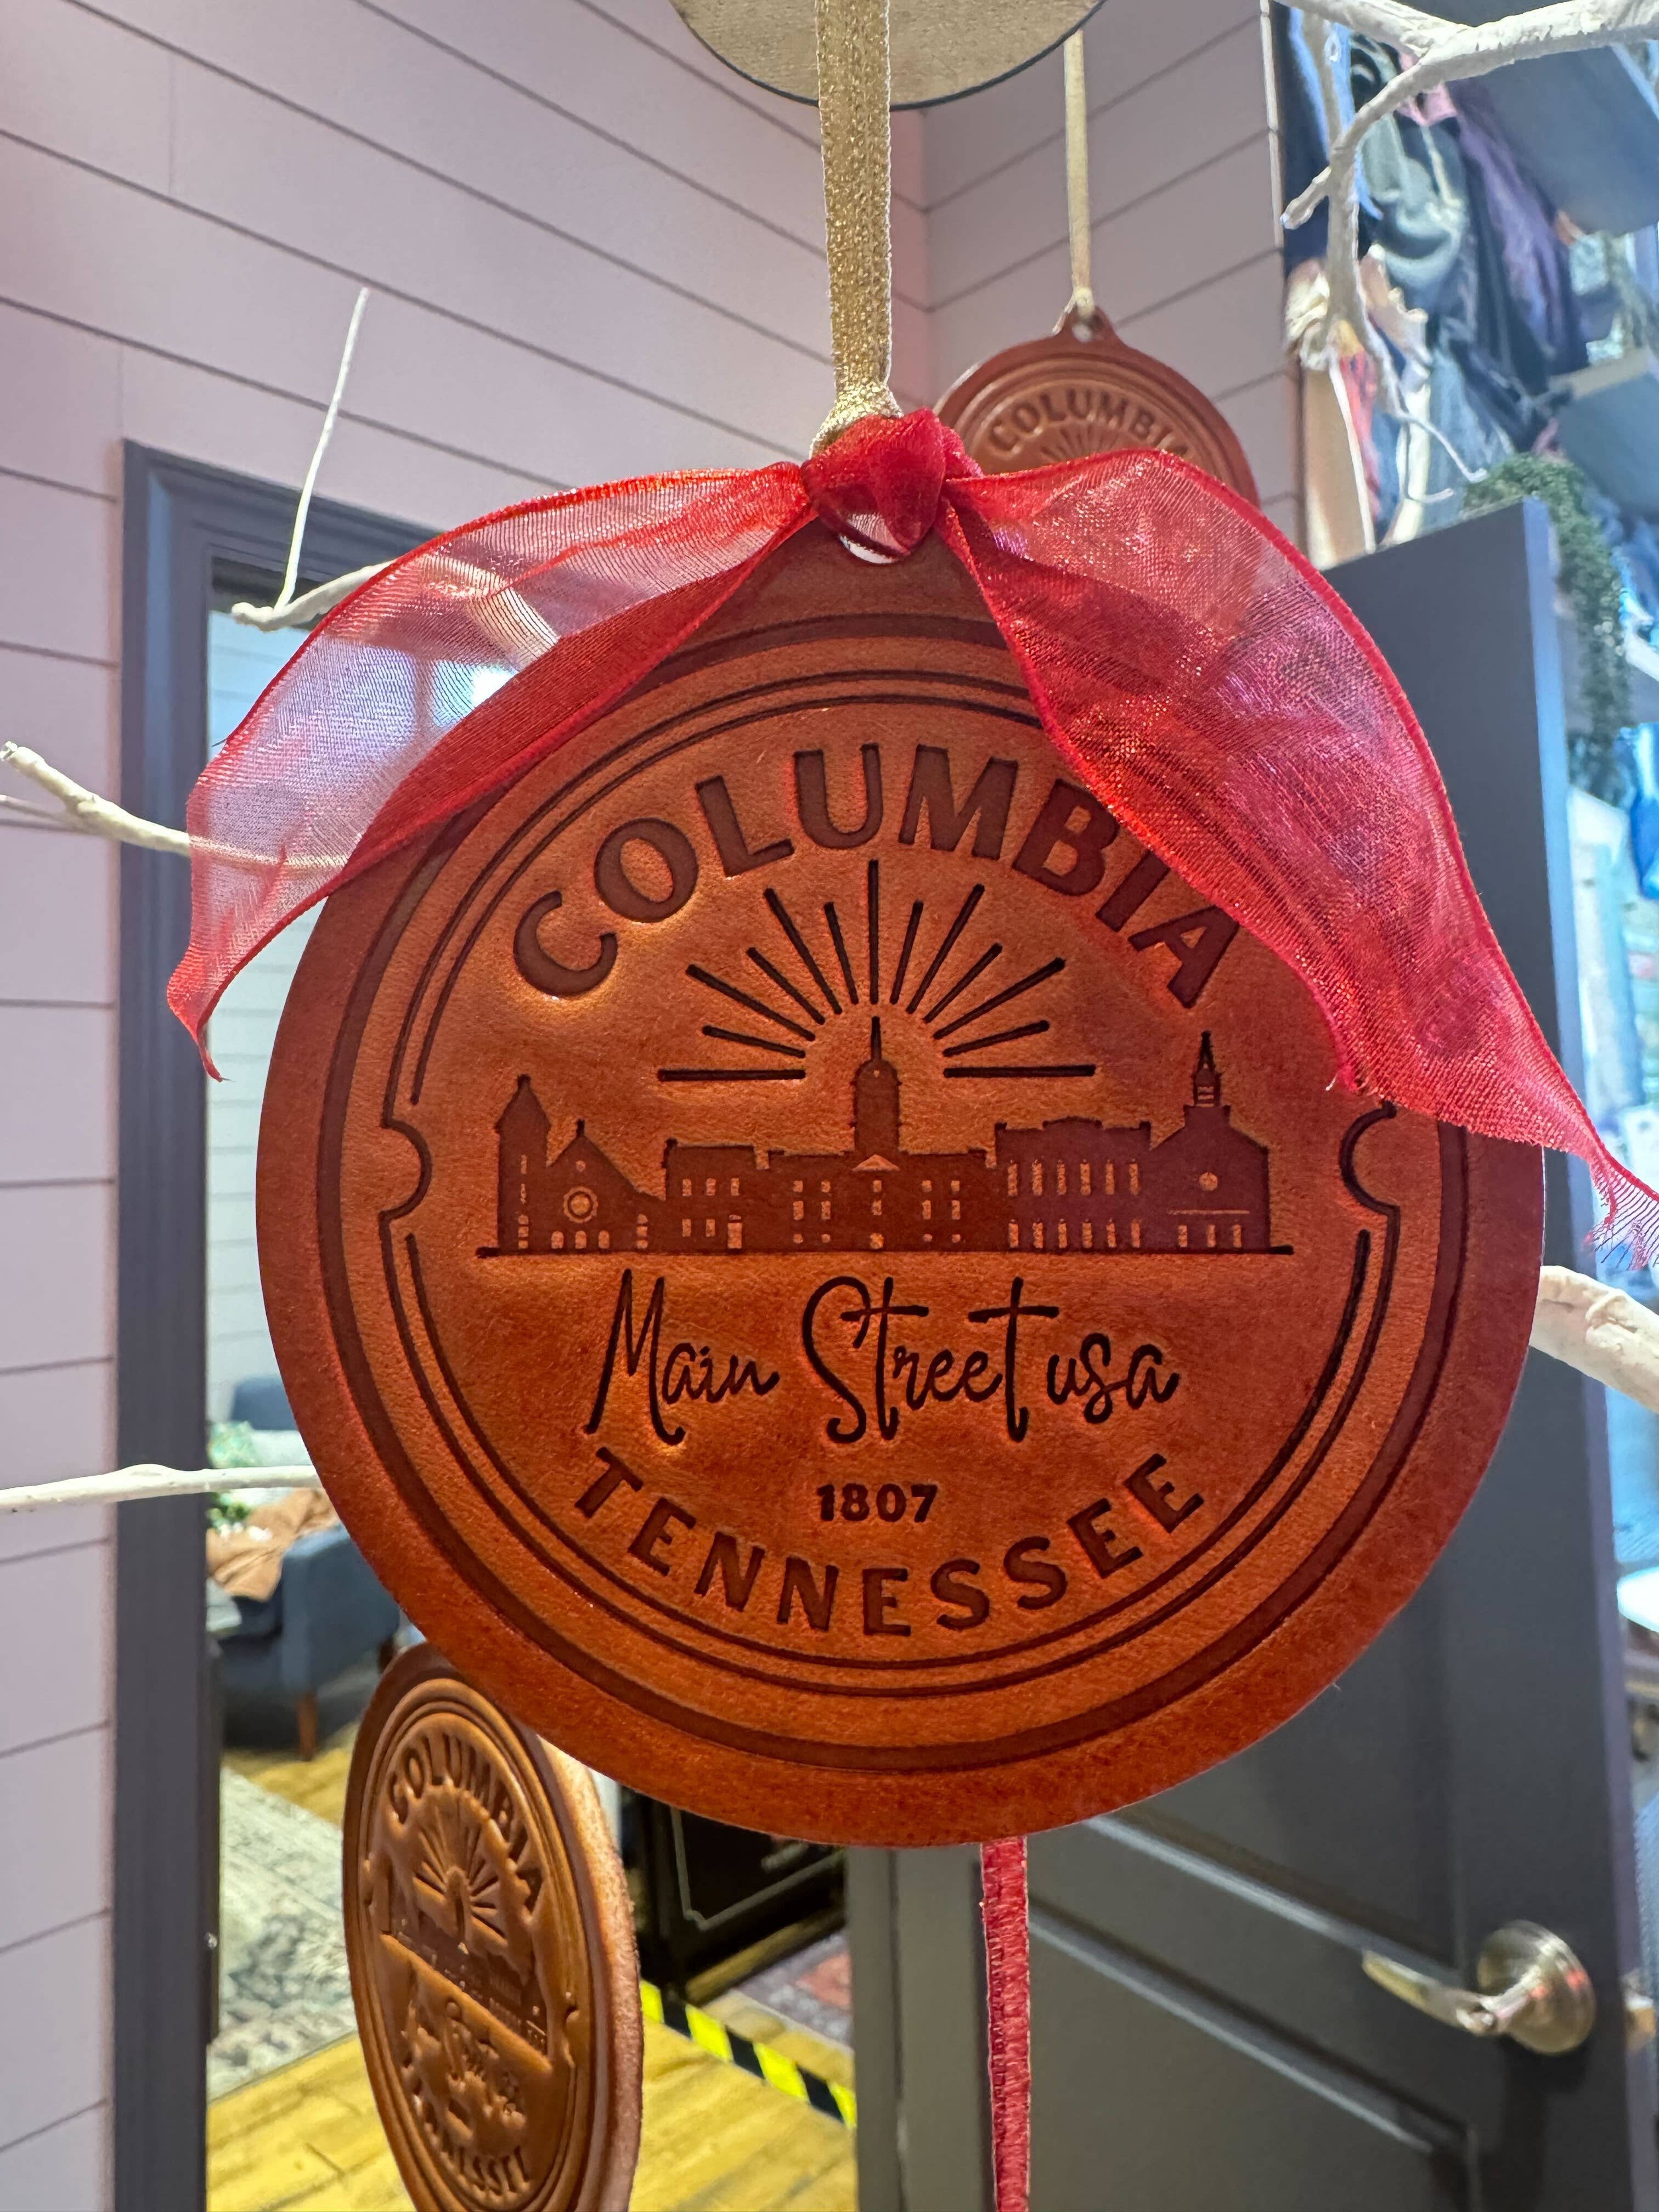 COLUMBIA
COLUMBIA
Main Street usa
1807
TENNESSEE
COLUMBIA